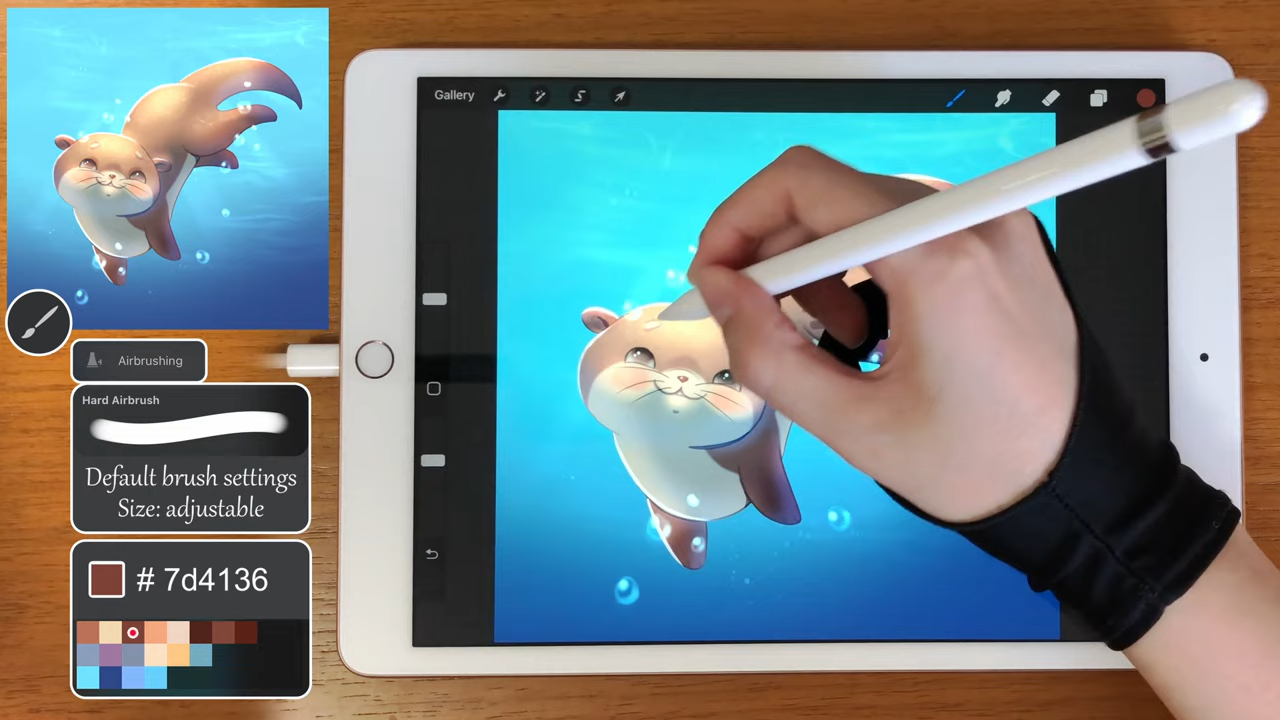 Gallery
Airbrushing
Hard Airbrush
Default brush settings
Size: adjustable
# 7d4136